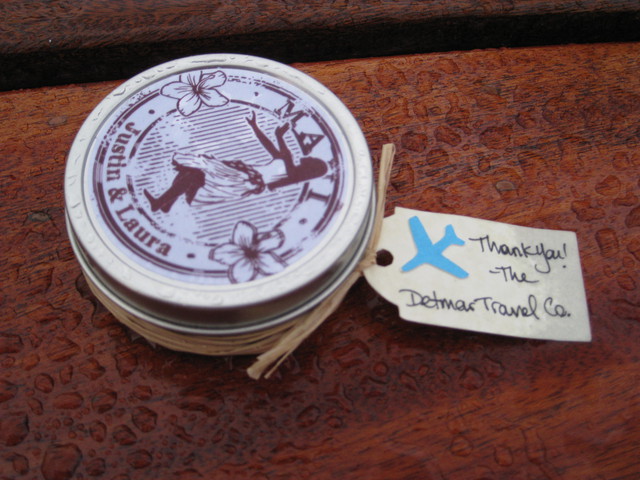 MAUI
Justin & Laura
Thank you!
The
Detmar Travel Co.